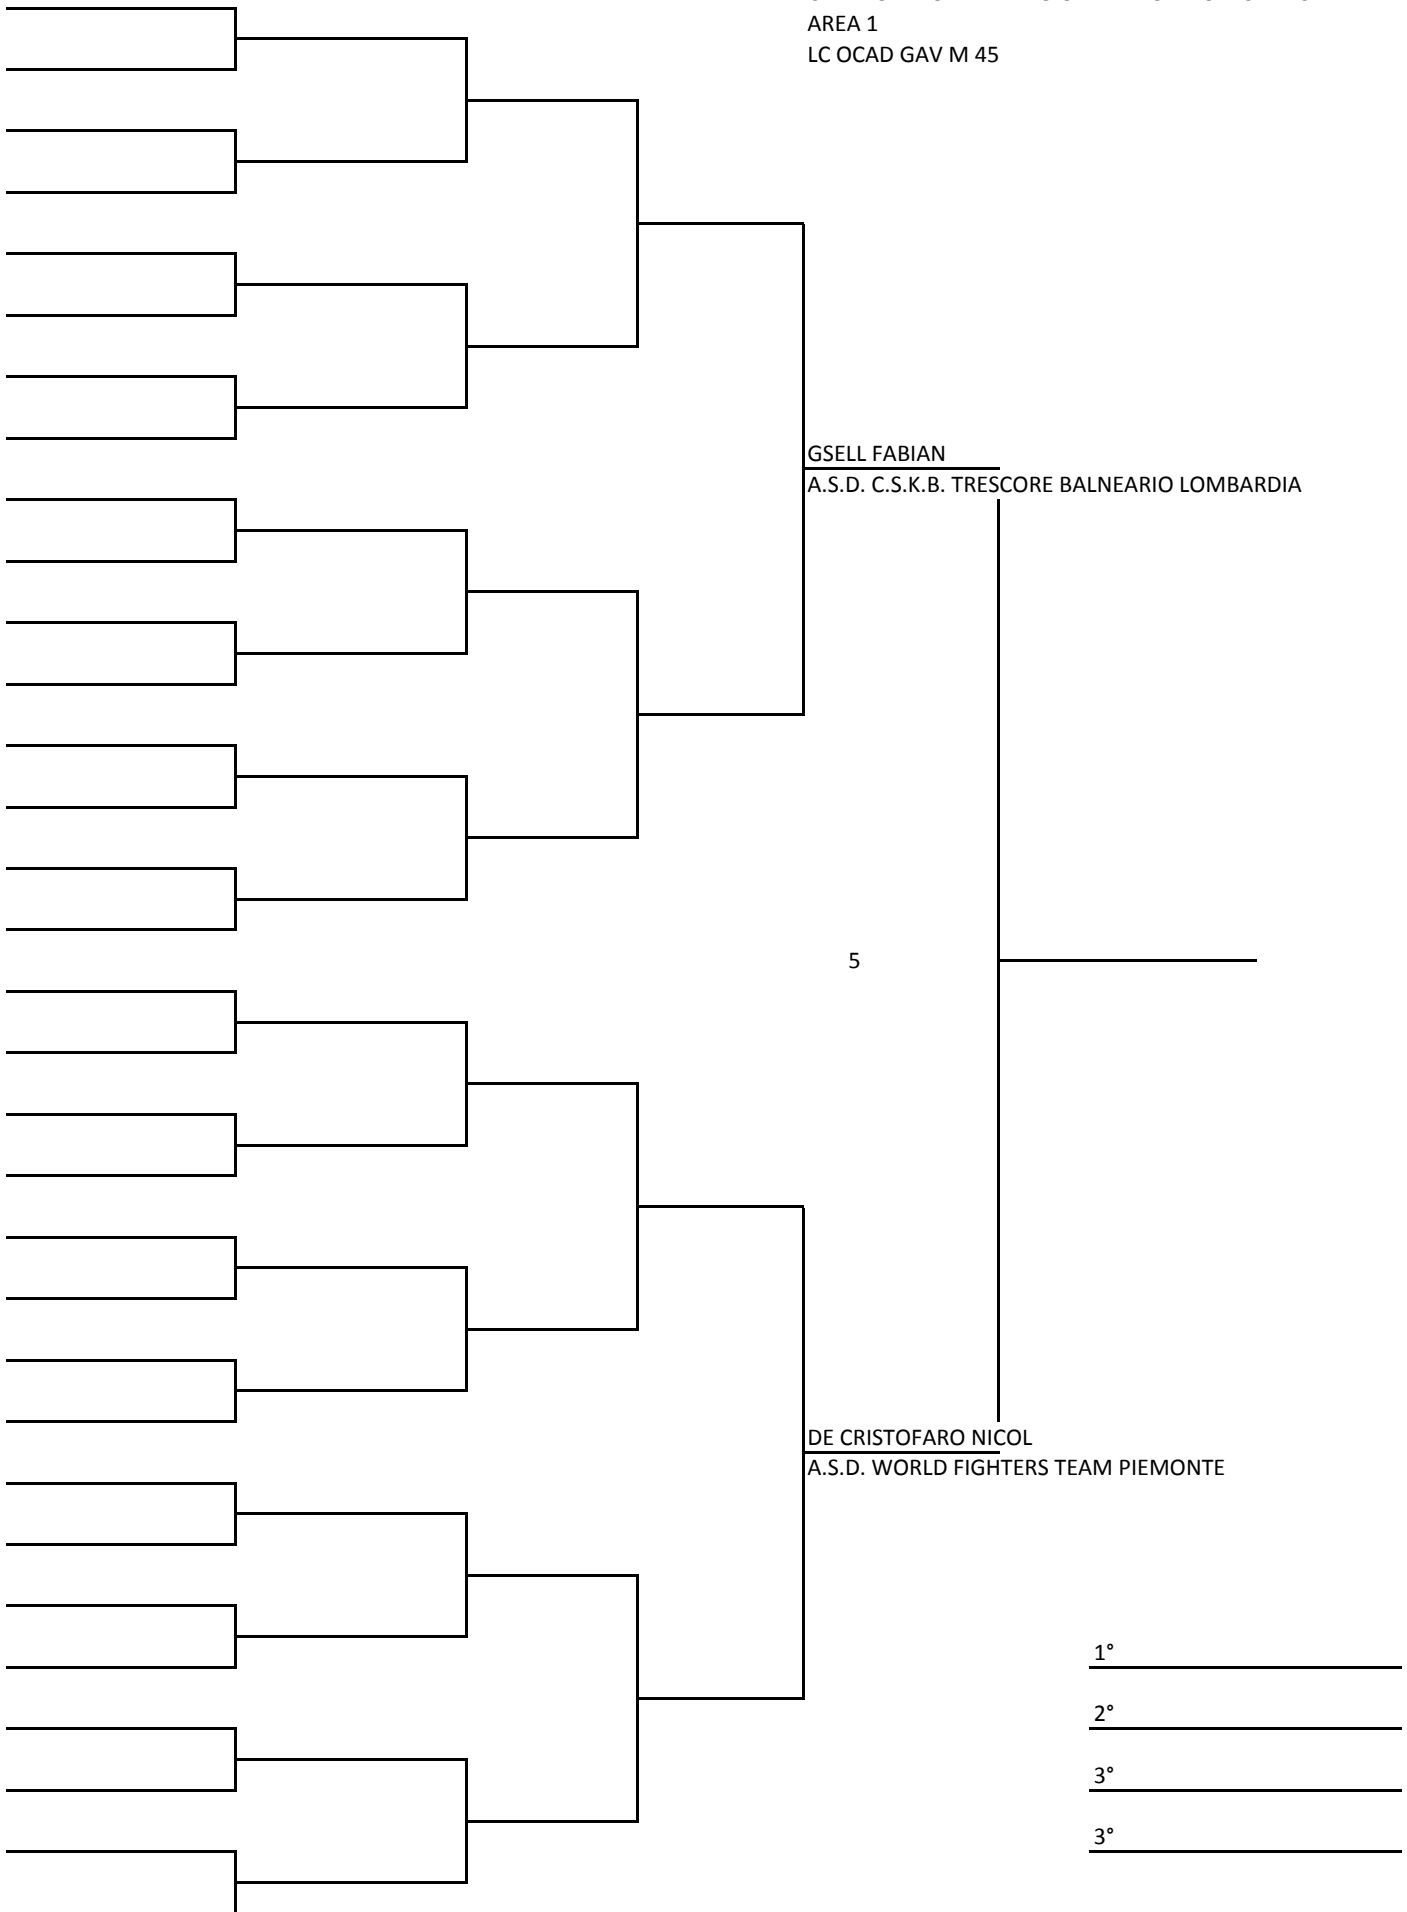 AREA 1
LC OCAD GAV M 45
GSELL FABIAN
A.S.D. C.S.K.B. TRESCORE BALNEARIO LOMBARDIA
5
DE CRISTOFARO NICOL
A.S.D. WORLD FIGHTERS TEAM PIEMONTE
1°
2°
3°
3°